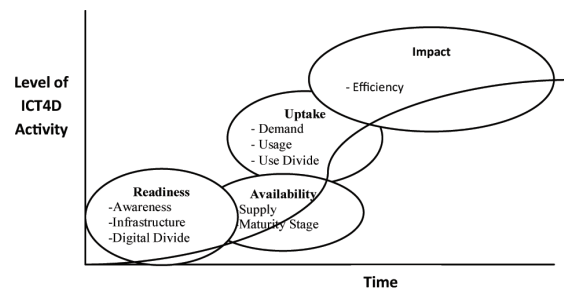 Level of
ICT4D
Activity
Impact
- Efficiency
Uptake
- Demand
- Usage
- Use Divide
Readiness
-Awareness
-Infrastructure
-Digital Divide
Availability
Supply
Maturity Stage
Time